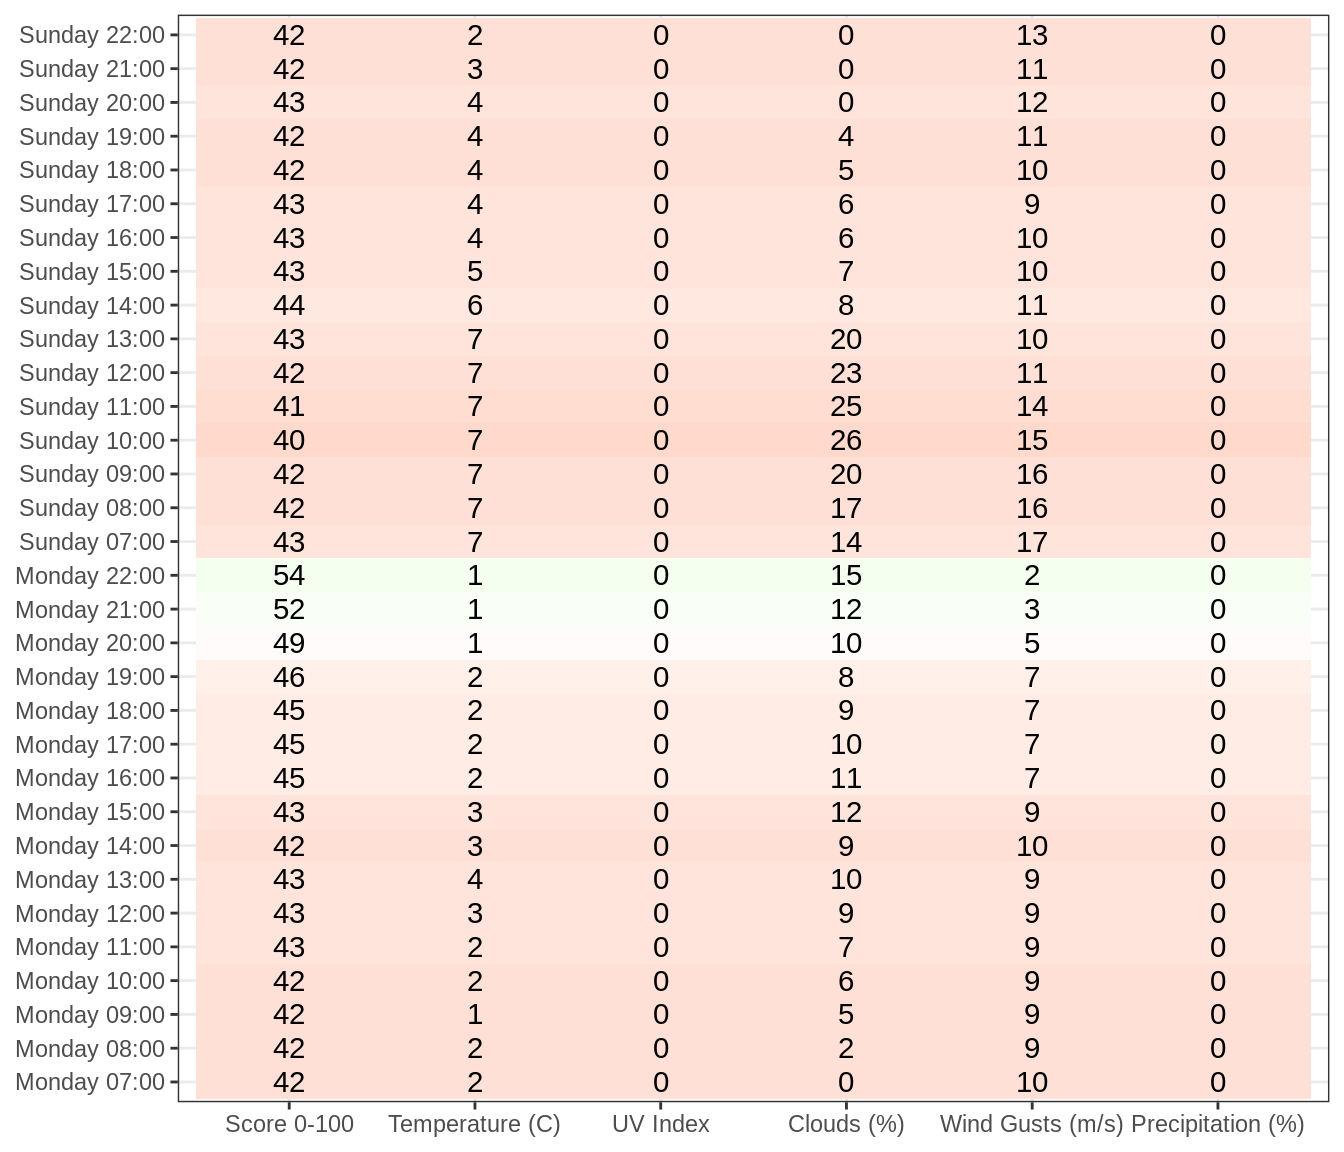 Sunday 22:00 42 2 0 0 13 0
Sunday 21:00 42 3 0 0 11 0
Sunday 20:00 43 4 0 0 12 0
Sunday 19:00 42 4 0 4 11 0
Sunday 18:00 42 4 0 5 10 0
Sunday 17:00 43 4 0 6 9 0
Sunday 16:00 43 4 0 6 10 0
Sunday 15:00 43 5 0 7 10 0
Sunday 14:00 44 6 0 8 11 0
Sunday 13:00 43 7 0 20 10 0
Sunday 12:00 42 7 0 23 11 0
Sunday 11:00 41 7 0 25 14 0
Sunday 10:00 40 7 0 26 15 0
Sunday 09:00 42 7 0 20 16 0
Sunday 08:00 42 7 0 17 16 0
Sunday 07:00 43 7 0 14 17 0
Monday 22:00 54 1 0 15 2 0
Monday 21:00 52 1 0 12 3 0
Monday 20:00 49 1 0 10 5 0
Monday 19:00 46 2 0 8 7 0
Monday 18:00 45 2 0 9 7 0
Monday 17:00 45 2 0 10 7 0
Monday 16:00 45 2 0 11 7 0
Monday 15:00 43 3 0 12 9 0
Monday 14:00 42 3 0 9 10 0
Monday 13:00 43 4 0 10 9 0
Monday 12:00 43 3 0 9 9 0
Monday 11:00 43 2 0 7 9 0
Monday 10:00 42 2 0 6 9 0
Monday 09:00 42 1 0 5 9 0
Monday 08:00 42 2 0 2 9 0
Monday 07:00 42 2 0 0 10 0
Score 0-100 Temperature (C) UV Index Clouds (%) Wind Gusts (m/s) Precipitation (%)